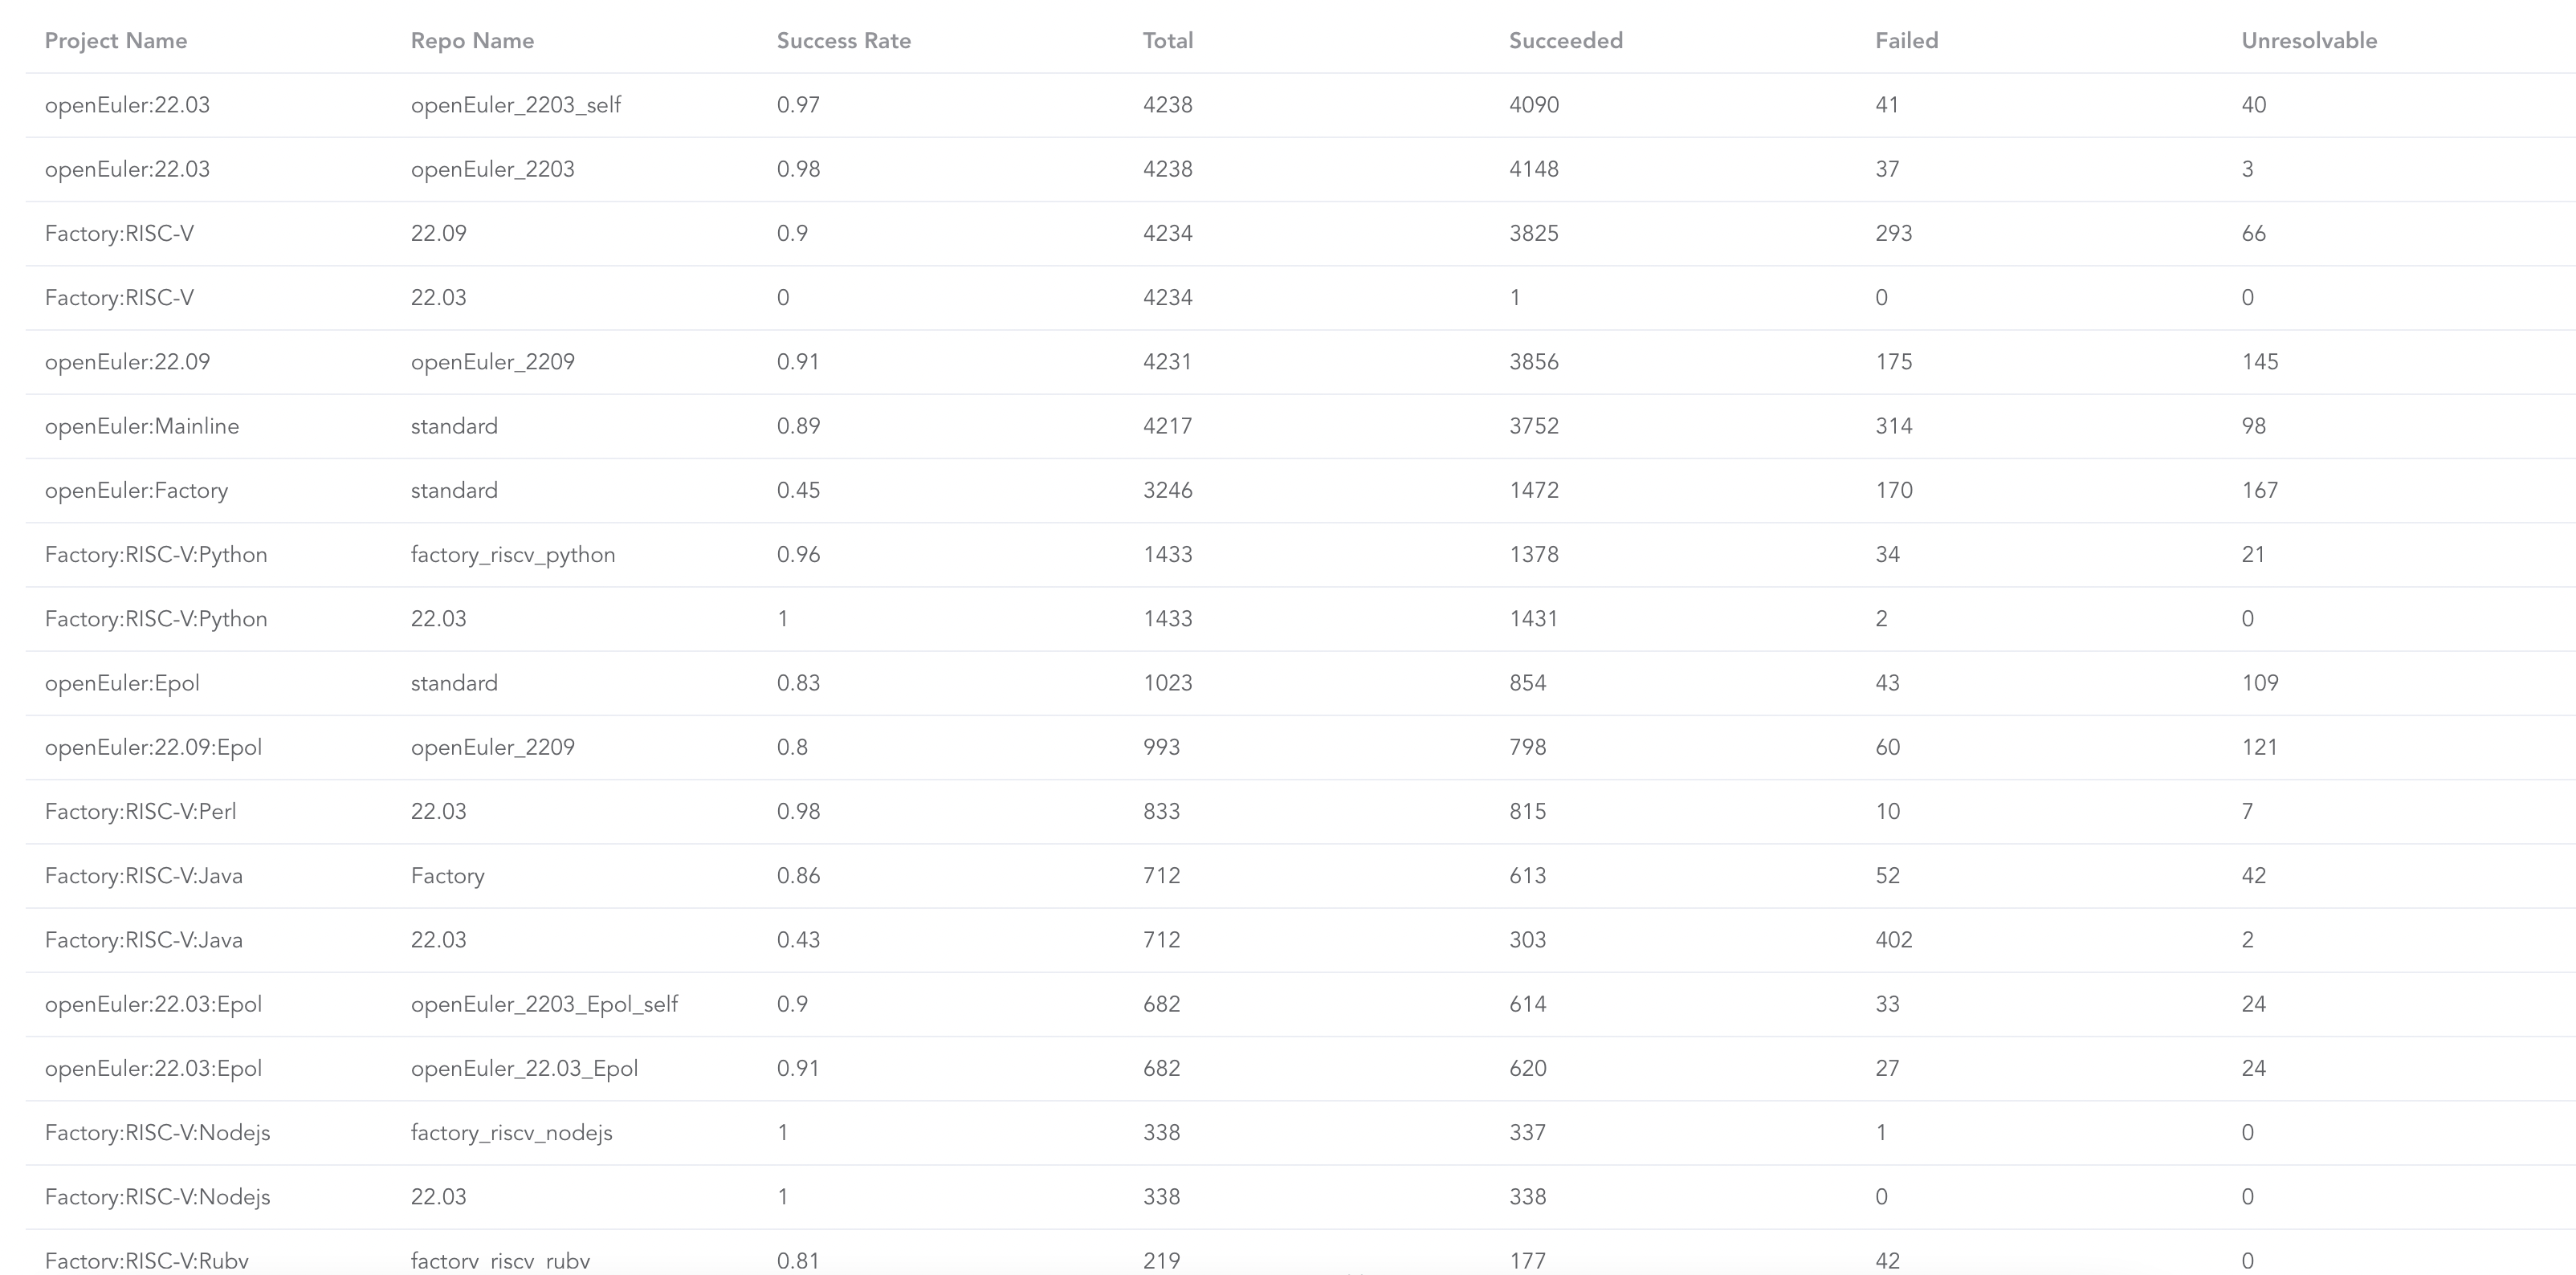 Project Name Repo Name Success Rate Total Succeeded Failed Unresolvable
openEuler:22.03 openEuler_2203_self 0.97 4238 4090 41 40
openEuler:22.03 openEuler_2203 0.98 4238 4148 37 3
Factory:RISC-V 22.09 0.9 4234 3825 293 66
Factory:RISC-V 22.03 0 4234 1 0 0
openEuler:22.09 openEuler_2209 0.91 4231 3856 175 145
openEuler:Mainline standard 0.89 4217 3752 314 98
openEuler:Factory standard 0.45 3246 1472 170 167
Factory:RISC-V:Python factory_riscv_python 0.96 1433 1378 34 21
Factory:RISC-V:Python 22.03 1 1433 1431 2 0
openEuler:Epol standard 0.83 1023 854 43 109
openEuler:22.09:Epol openEuler_2209 0.8 993 798 60 121
Factory:RISC-V:Perl 22.03 0.98 833 815 10 7
Factory:RISC-V:Java Factory 0.86 712 613 52 42
Factory:RISC-V:Java 22.03 0.43 712 303 402 2
openEuler:22.03:Epol openEuler_2203_Epol_self 0.9 682 614 33 24
openEuler:22.03:Epol openEuler_22.03_Epol 0.91 682 620 27 24
Factory:RISC-V:Nodejs factory_riscv_nodejs 1 338 337 1 0
Factory:RISC-V:Nodejs 22.03 1 338 338 0 0
Factory:RISC-V:Ruby factory_riscv_ruby 0.81 219 177 42 0